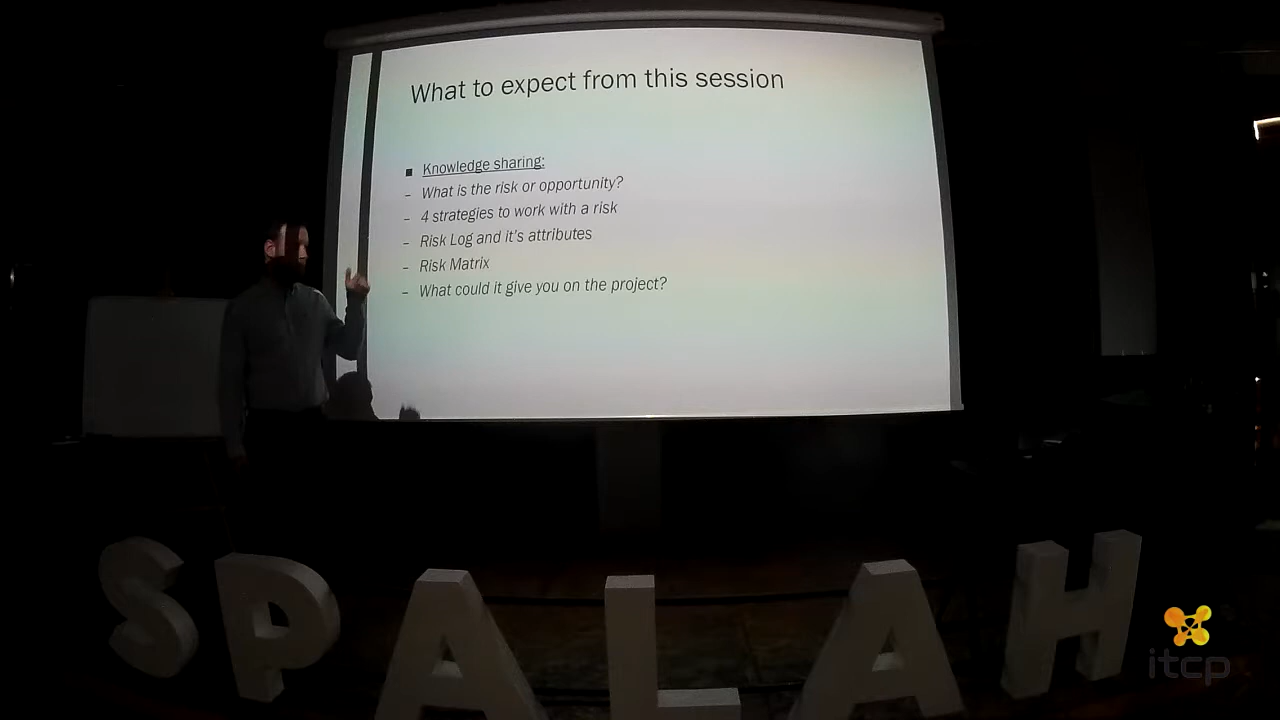 What to expect from this session
■ Knowledge sharing:
– What is the risk or opportunity?
– 4 strategies to work with a risk
– Risk Log and it's attributes
– Risk Matrix
– What could it give you on the project?
SPALAH
itcp